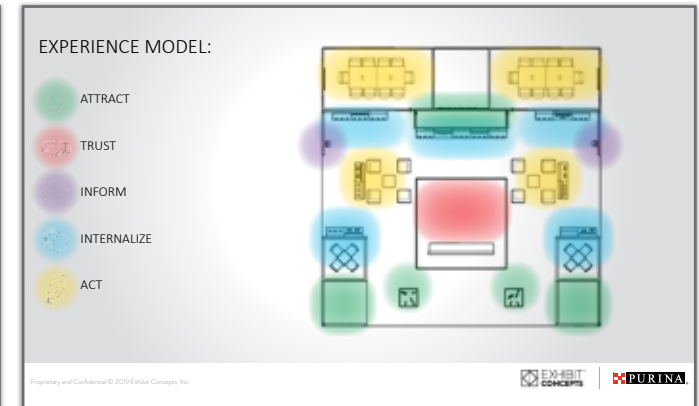 EXPERIENCE MODEL:
ATTRACT
TRUST
INFORM
INTERNALIZE
ACT
Proprietary and Confidential © 2019 Exhibit Concepts, Inc.
EXHIBIT
CONCEPTS
PURINA